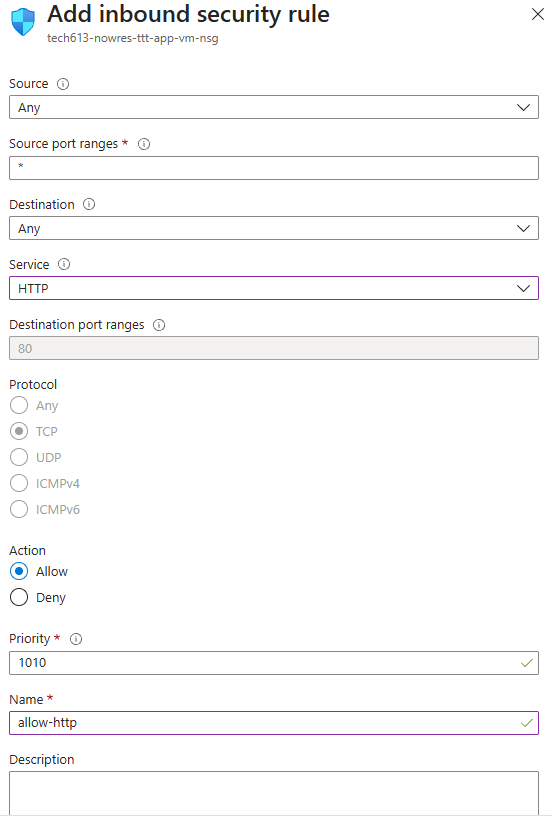 Add inbound security rule
tech613-nowres-ttt-app-vm-nsg
Source
Any
Source port ranges *
*
Destination
Any
Service
HTTP
Destination port ranges
80
Protocol
Any
TCP
UDP
ICMPv4
ICMPv6
Action
Allow
Deny
Priority *
1010
Name *
allow-http
Description